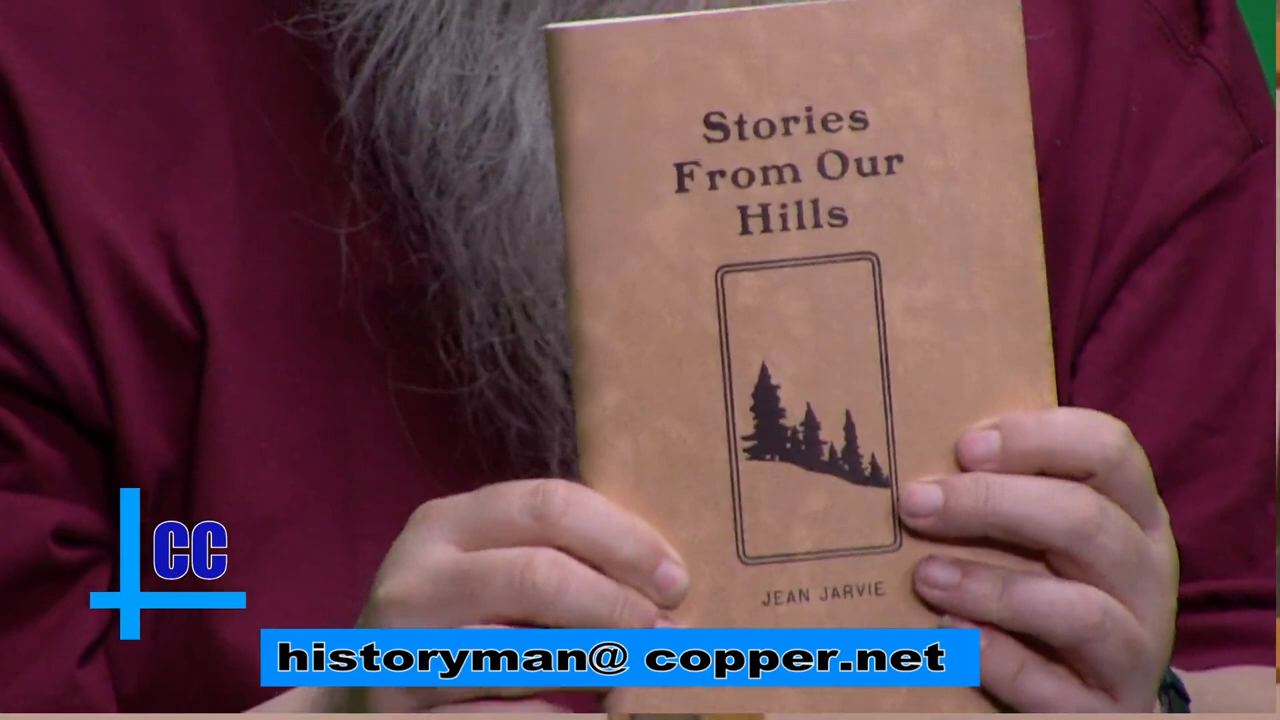 Stories
From Our
Hills
JEAN JARVIE
CC
historyman@ copper.net